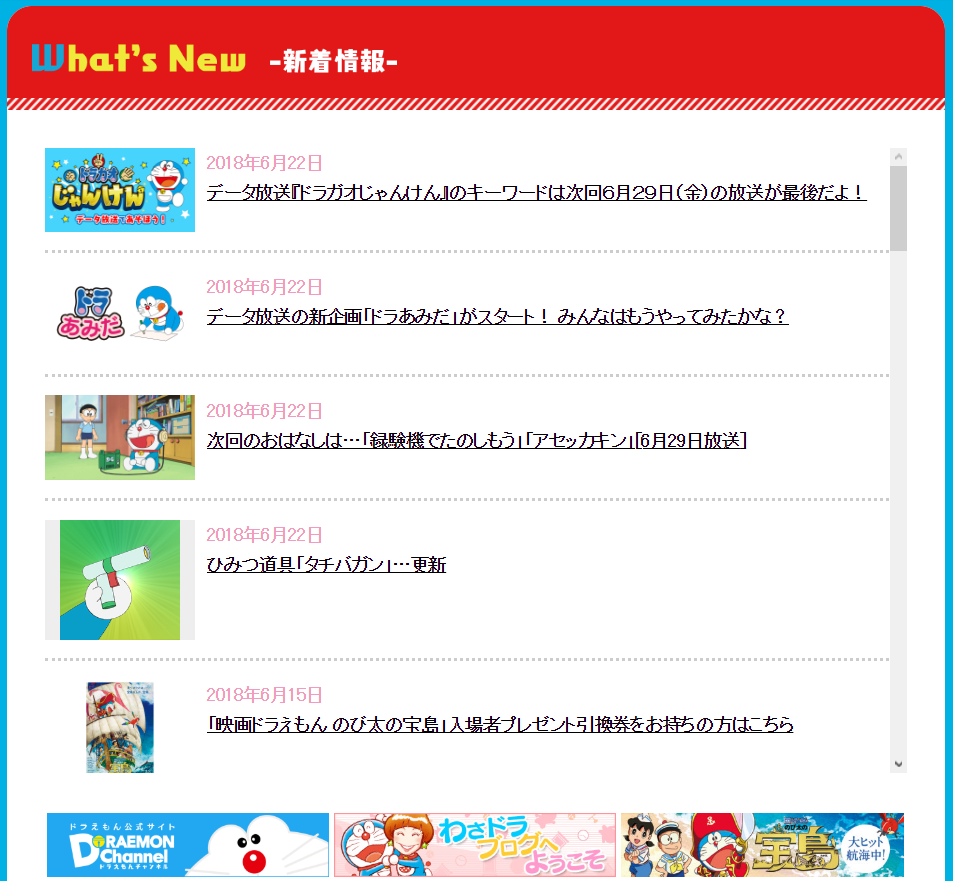 What's New -新着情報-
ドラガオ
じゃんけん
データ放送であそぼう！
2018年6月22日
データ放送『ドラガオじゃんけん』のキーワードは次回6月29日（金）の放送が最後だよ！
ドラ
あみだ
2018年6月22日
データ放送の新企画「ドラあみだ」がスタート！ みんなはもうやってみたかな？
2018年6月22日
次回のおはなしは…「録験機でたのしもう」「アセッカキン」[6月29日放送]
2018年6月22日
ひみつ道具「タチバガン」…更新
2018年6月15日
「映画ドラえもん のび太の宝島」入場者プレゼント引換券をお持ちの方はこちら
ドラえもん公式サイト
DORAEMON
Channel
ドラえもんチャンネル
わさドラ
ブログへ
ようこそ
のび太の
宝島
大ヒット
航海中!